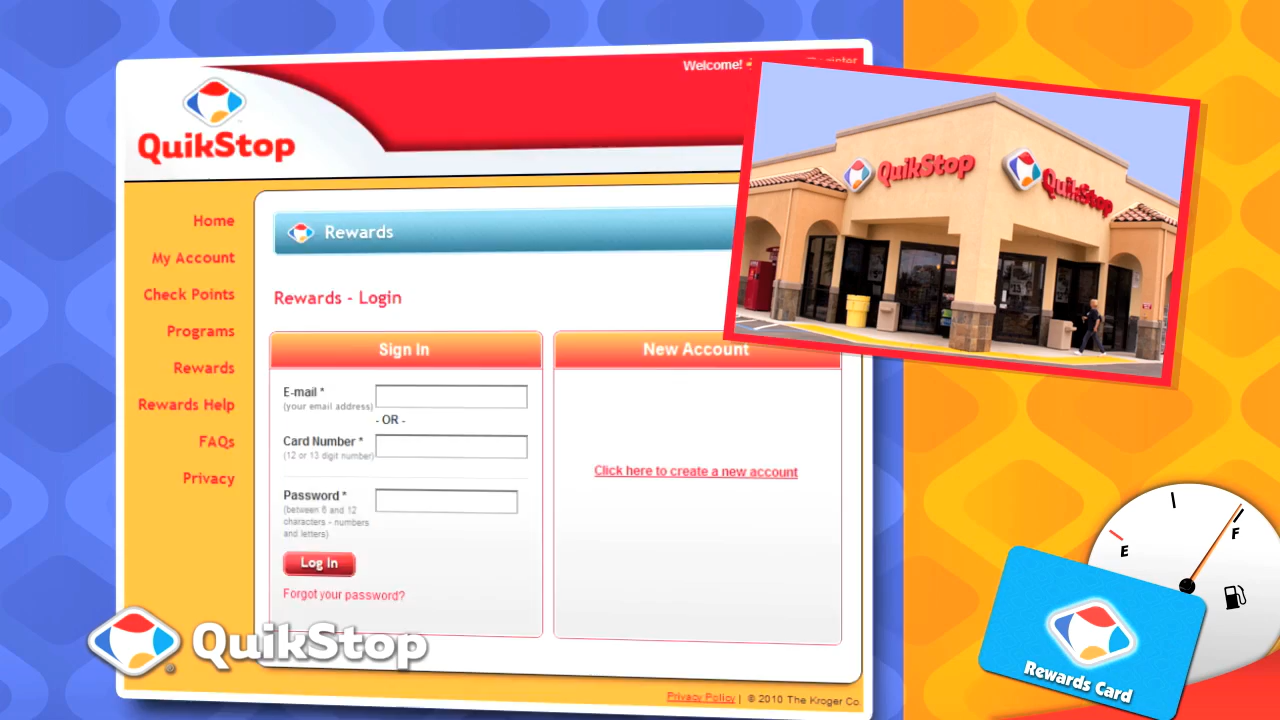 Welcome!
QuikStop
Home
My Account
Check Points
Programs
Rewards
Rewards Help
FAQs
Privacy
Rewards
Rewards - Login
Sign In
E-mail *
(your email address)
- OR -
Card Number *
(12 or 13 digit number)
Password *
(between 6 and 12
characters - numbers
and letters)
Log In
Forgot your password?
New Account
Click here to create a new account
QuikStop
QuikStop
QuikStop
Privacy Policy | © 2010 The Kroger Co
E
F
Rewards Card